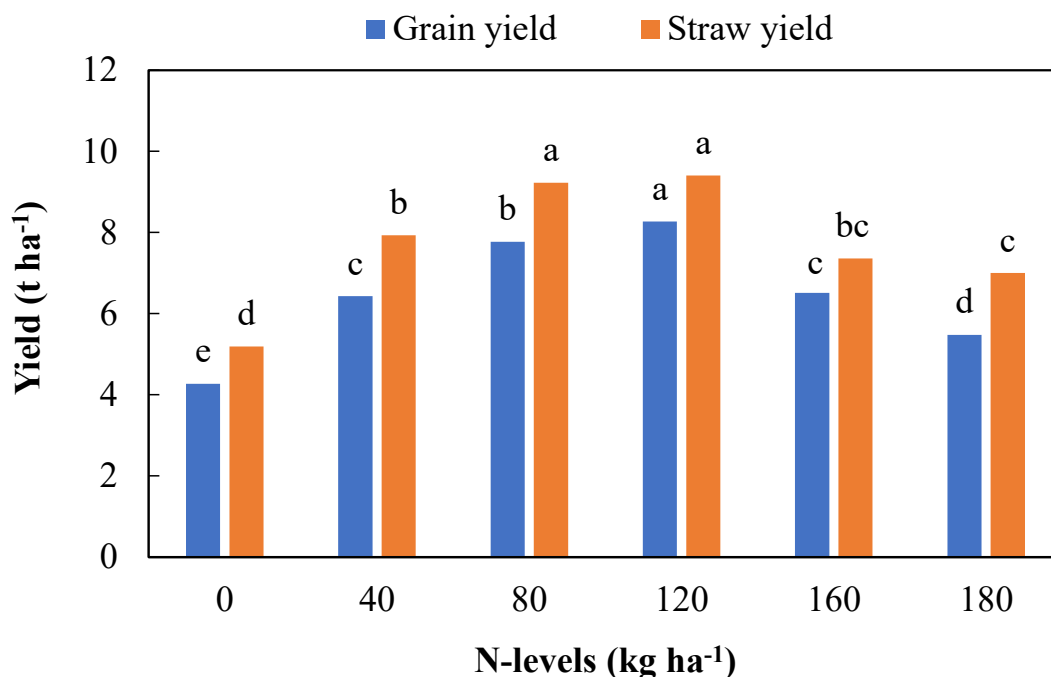 Grain yield Straw yield
12
10
8
6
4
2
0
Yield (t ha⁻¹)
e d c b b a a a c bc d c
0 40 80 120 160 180
N-levels (kg ha⁻¹)